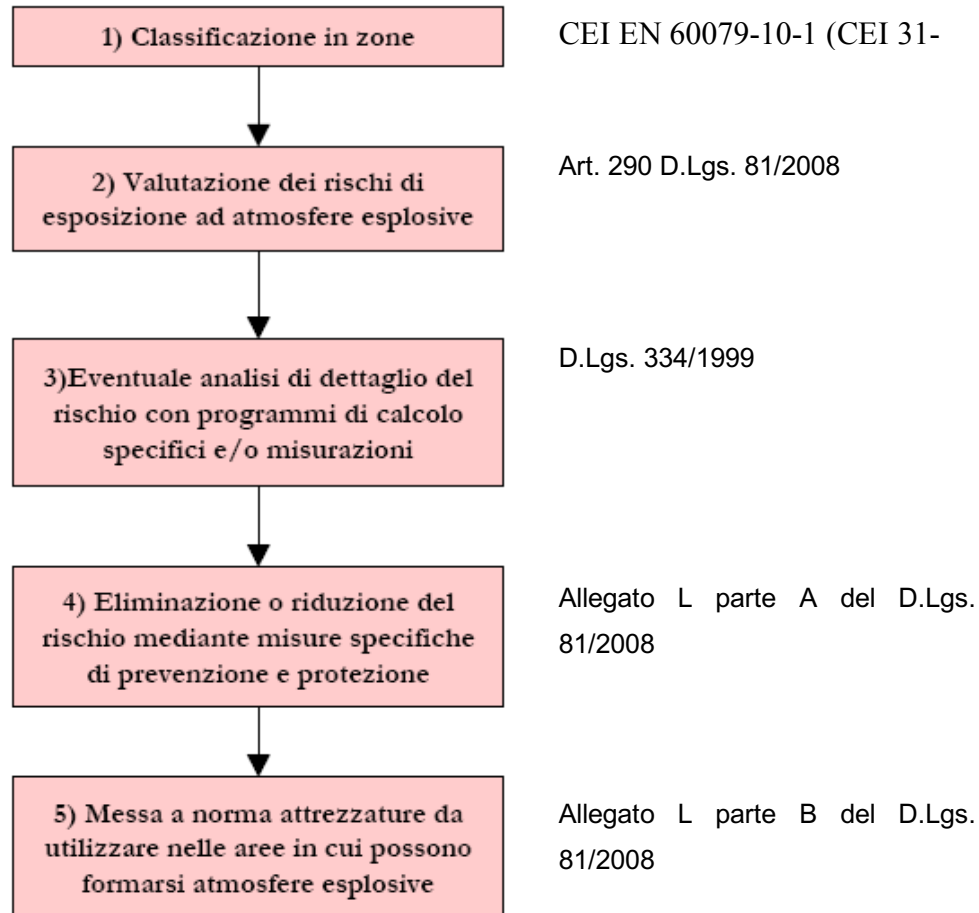 1) Classificazione in zone
CEI EN 60079-10-1 (CEI 31-
2) Valutazione dei rischi di
esposizione ad atmosfere esplosive
Art. 290 D.Lgs. 81/2008
3)Eventuale analisi di dettaglio del
rischio con programmi di calcolo
specifici e/o misurazioni
D.Lgs. 334/1999
4) Eliminazione o riduzione del
rischio mediante misure specifiche
di prevenzione e protezione
Allegato L parte A del D.Lgs.
81/2008
5) Messa a norma attrezzature da
utilizzare nelle aree in cui possono
formarsi atmosfere esplosive
Allegato L parte B del D.Lgs.
81/2008